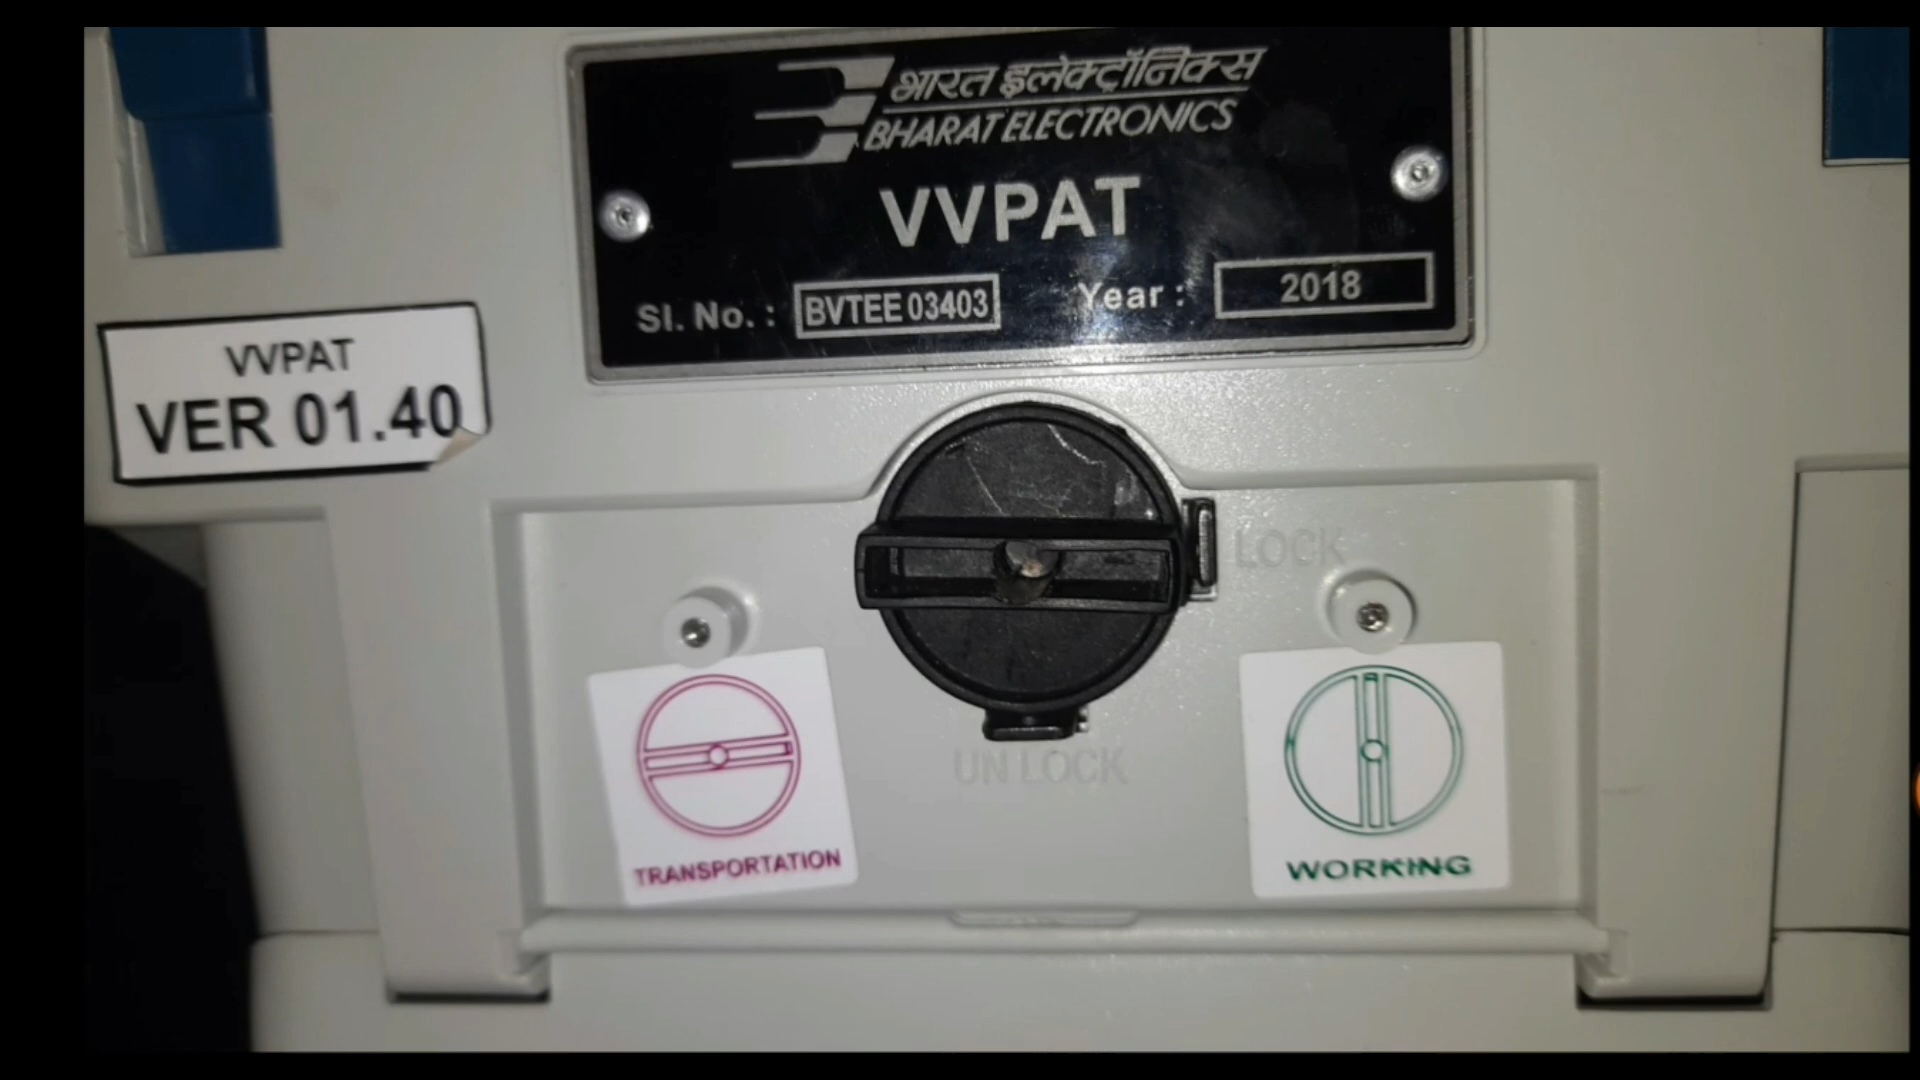 भारत इलेक्ट्रॉनिक्स
BHARAT ELECTRONICS
VVPAT
Sl. No. : BVTEE 03403 Year : 2018
VVPAT
VER 01.40
LOCK
UN LOCK
TRANSPORTATION
WORKING